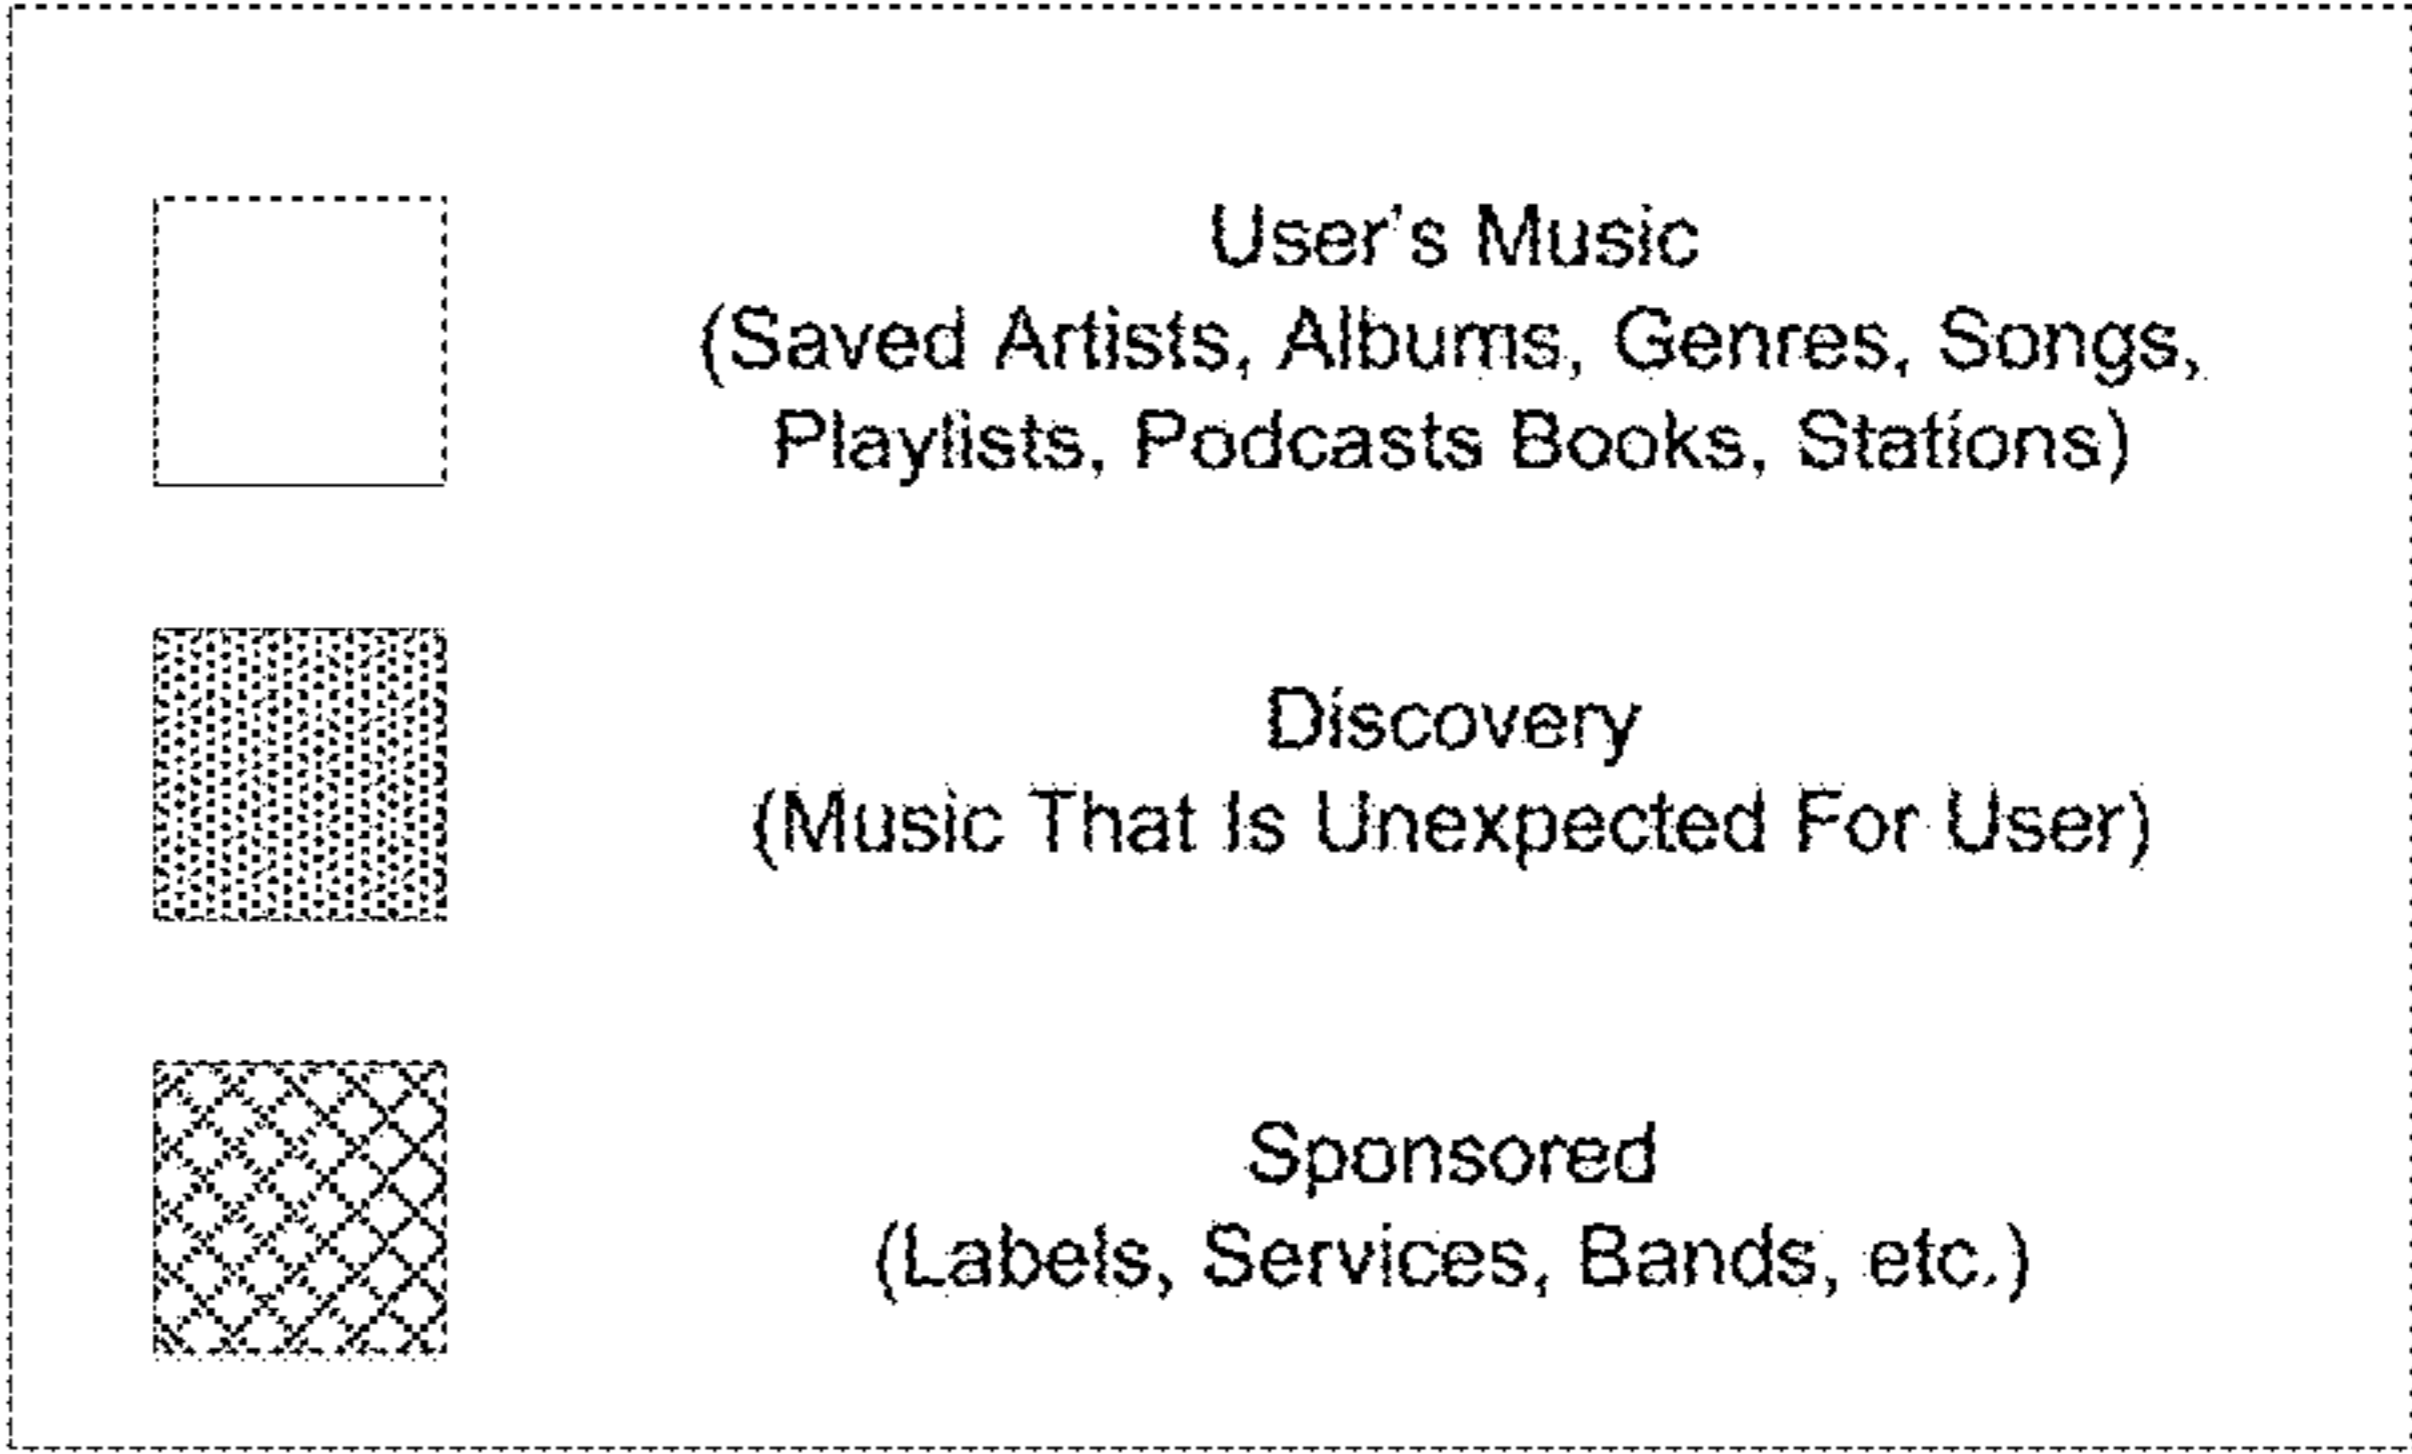 User's Music
(Saved Artists, Albums, Genres, Songs,
Playlists, Podcasts Books, Stations)
Discovery
(Music That Is Unexpected For User)
Sponsored
(Labels, Services, Bands, etc.)